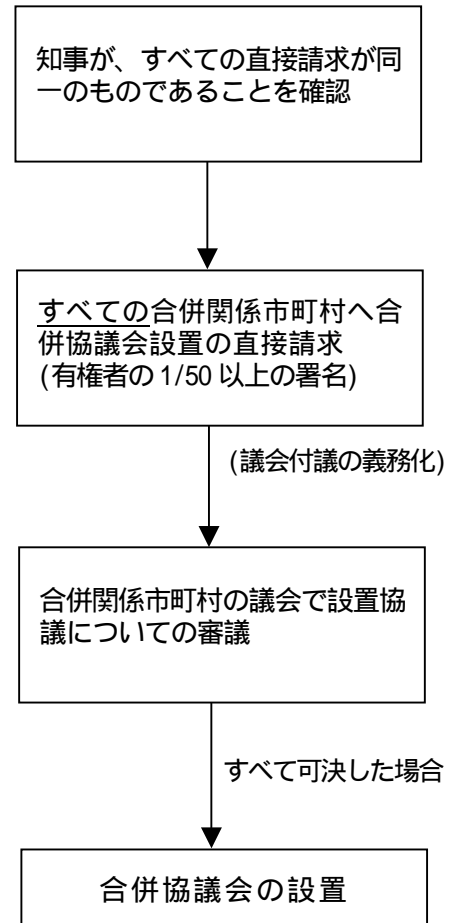 知事が、すべての直接請求が同
一のものであることを確認
すべての合併関係市町村へ合
併協議会設置の直接請求
(有権者の1/50以上の署名)
(議会付議の義務化)
合併関係市町村の議会で設置協
議についての審議
すべて可決した場合
合併協議会の設置